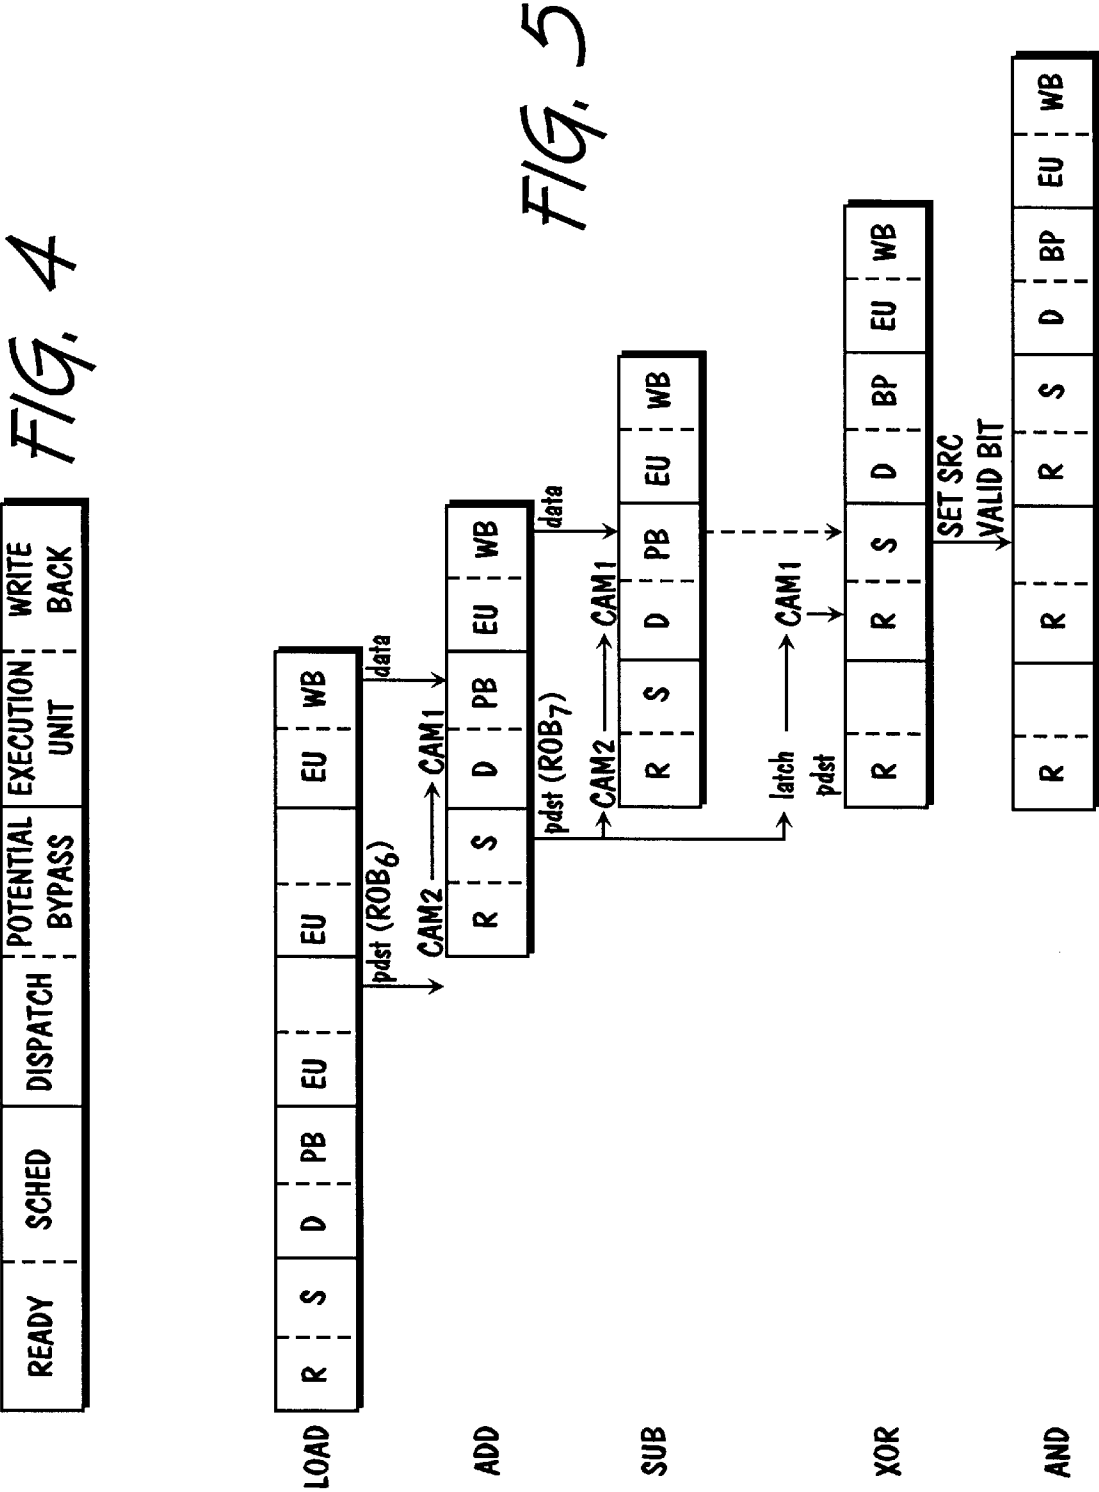 READY SCHED DISPATCH POTENTIAL BYPASS EXECUTION UNIT WRITE BACK
FIG. 4
LOAD R S D PB EU EU EU WB
pdst (ROB6) data
CAM2 CAM1
ADD R S D PB EU WB
pdst (ROB7) data
CAM2 CAM1
SUB R S D PB EU WB
latch CAM1
pdst
XOR R R S D BP EU WB
SET SRC
VALID BIT
AND R R R S D BP EU WB
FIG. 5